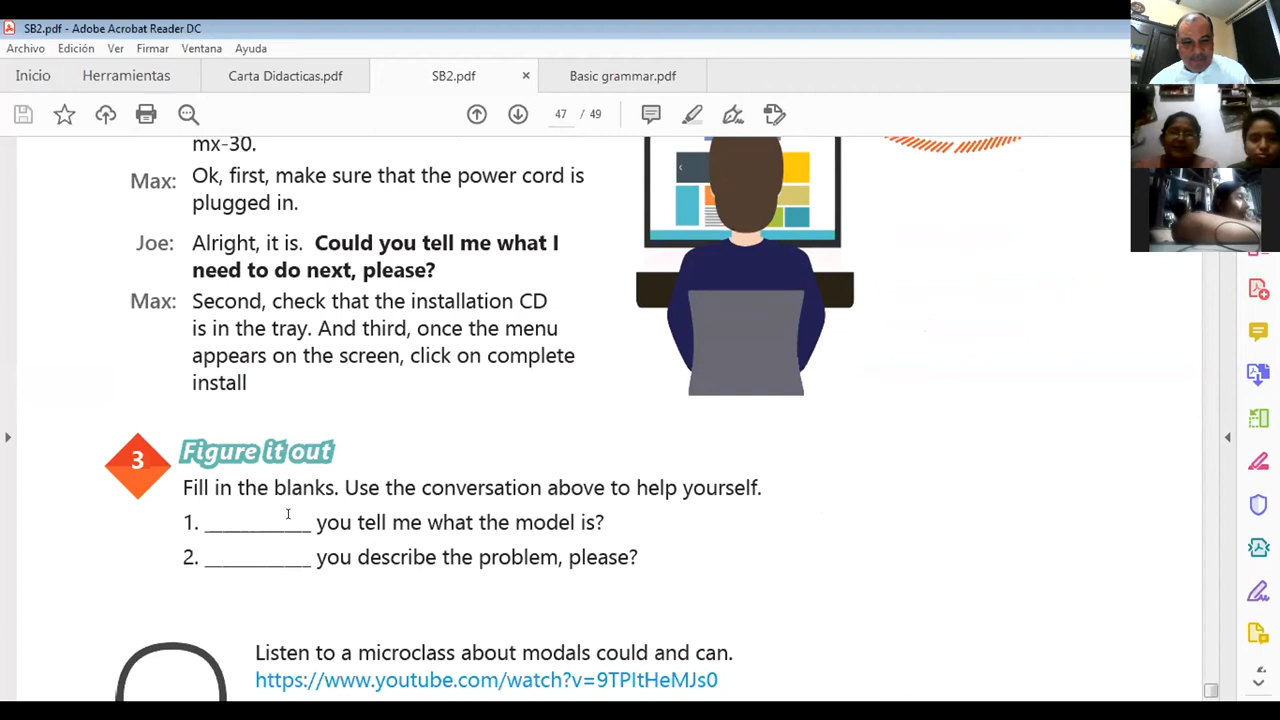 SB2.pdf - Adobe Acrobat Reader DC
Archivo Edición Ver Firmar Ventana Ayuda
Inicio Herramientas Carta Didacticas.pdf SB2.pdf × Basic grammar.pdf
47 / 49
mx-30.
Max: Ok, first, make sure that the power cord is
plugged in.
Joe: Alright, it is. Could you tell me what I
need to do next, please?
Max: Second, check that the installation CD
is in the tray. And third, once the menu
appears on the screen, click on complete
install
3 Figure it out
Fill in the blanks. Use the conversation above to help yourself.
1. __________ you tell me what the model is?
2. __________ you describe the problem, please?
Listen to a microclass about modals could and can.
https://www.youtube.com/watch?v=9TPItHeMJs0